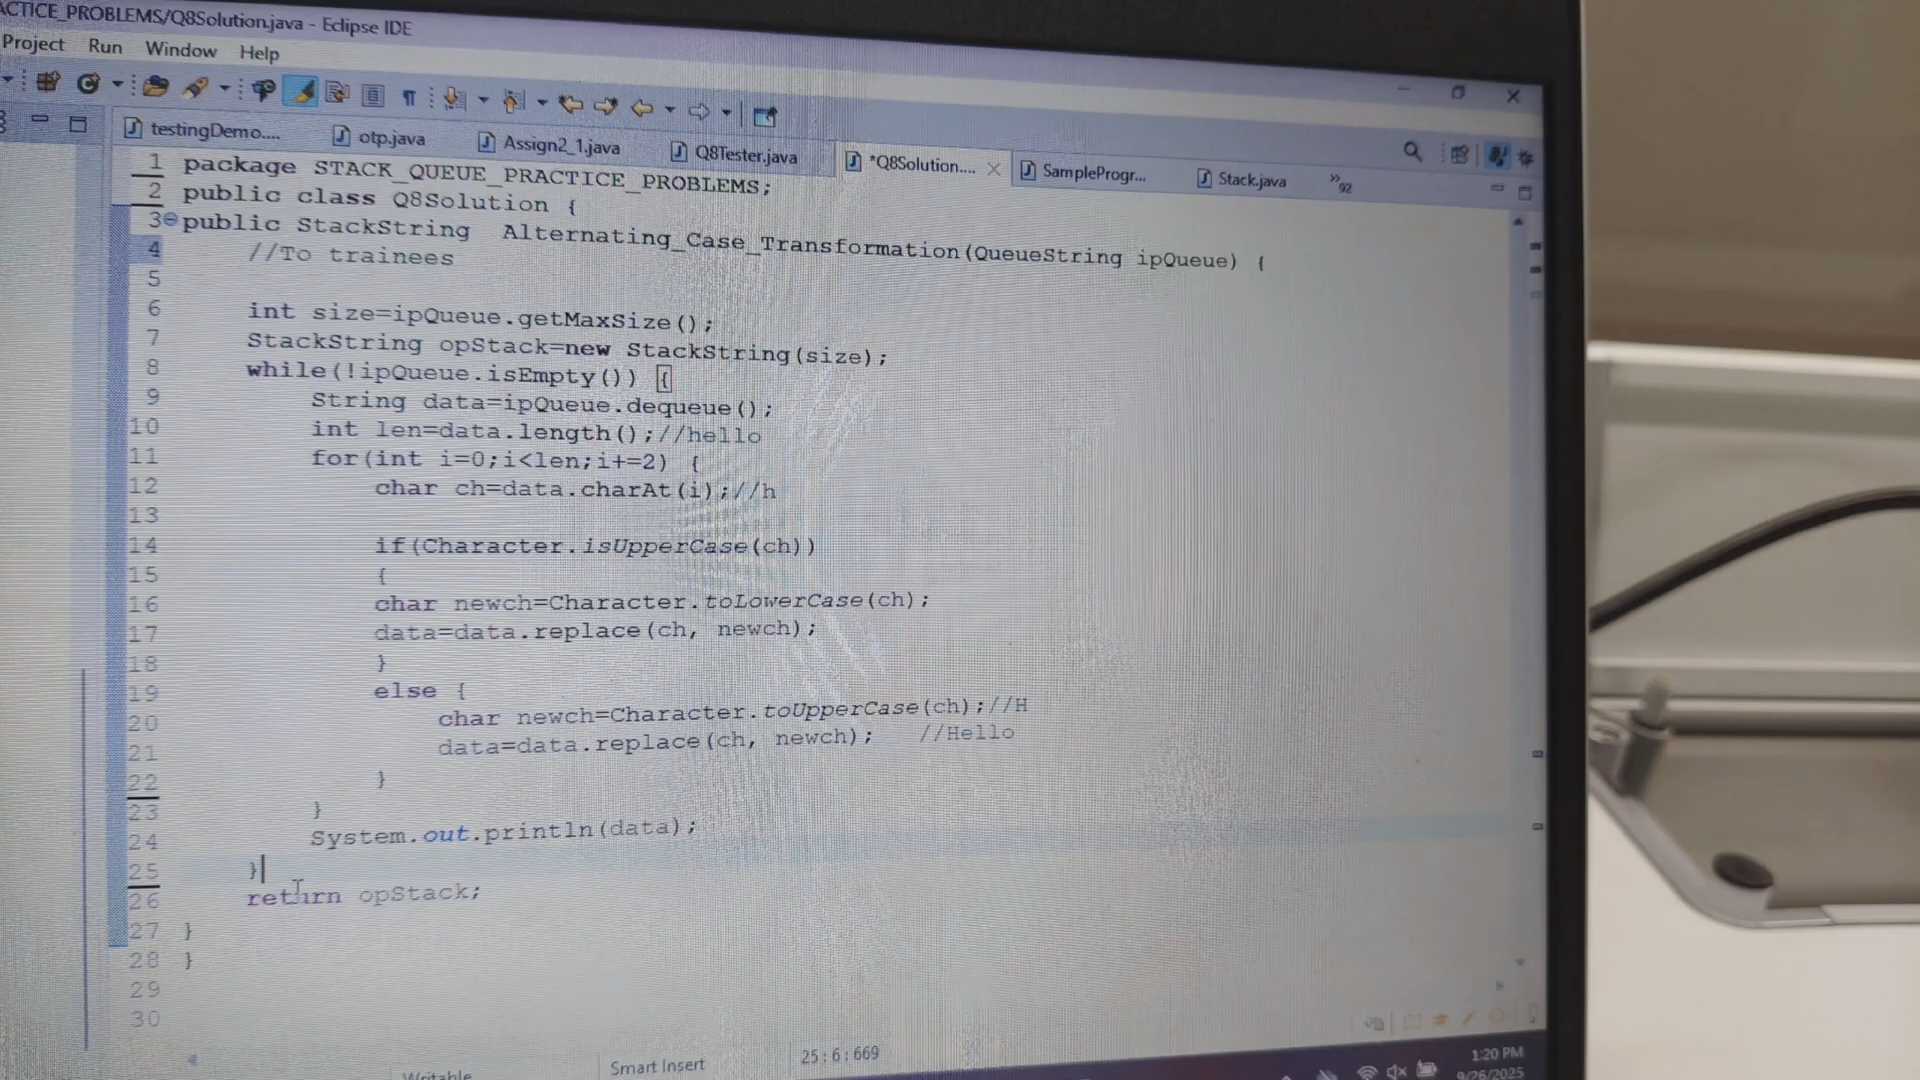 ACTICE_PROBLEMS/Q8Solution.java - Eclipse IDE
Project Run Window Help
testingDemo.... otp.java Assign2_1.java Q8Tester.java *Q8Solution.... SampleProgr... Stack.java »92
1 package STACK_QUEUE_PRACTICE_PROBLEMS;
2 public class Q8Solution {
3 public StackString Alternating_Case_Transformation(QueueString ipQueue) {
4 //To trainees
5
6 int size=ipQueue.getMaxSize();
7 StackString opStack=new StackString(size);
8 while(!ipQueue.isEmpty()) {
9 String data=ipQueue.dequeue();
10 int len=data.length();//hello
11 for(int i=0;i<len;i+=2) {
12 char ch=data.charAt(i);//h
13
14 if(Character.isUpperCase(ch))
15 {
16 char newch=Character.toLowerCase(ch);
17 data=data.replace(ch, newch);
18 }
19 else {
20 char newch=Character.toUpperCase(ch);//H
21 data=data.replace(ch, newch); //Hello
22 }
23 }
24 System.out.println(data);
25 }
26 return opStack;
27 }
28 }
29
30
Writable Smart Insert 25:6:669
1:20 PM
9/26/2025